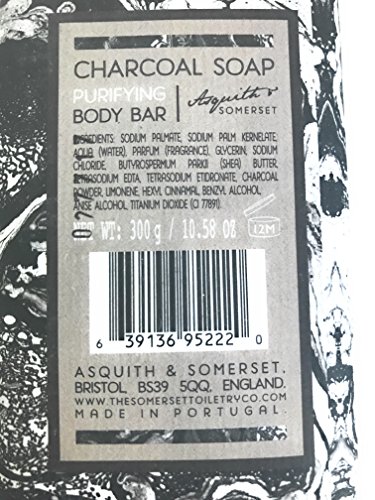 CHARCOAL SOAP
PURIFYING
BODY BAR
Asquith &
SOMERSET
INGREDIENTS: SODIUM PALMATE, SODIUM PALM KERNELATE,
AQUA (WATER), PARFUM (FRAGRANCE), GLYCERIN, SODIUM
CHLORIDE, BUTYROSPERMUM PARKII (SHEA) BUTTER,
TETRASODIUM EDTA, TETRASODIUM ETIDRONATE, CHARCOAL
POWDER, LIMONENE, HEXYL CINNAMAL, BENZYL ALCOHOL,
ANISE ALCOHOL, TITANIUM DIOXIDE (CI 77891).
NET WT: 300 g / 10.58 Oz
12M
6 39136 95222 0
ASQUITH & SOMERSET.
BRISTOL, BS39 5QQ, ENGLAND.
WWW.THESOMERSETTOILETRYCO.COM
MADE IN PORTUGAL.